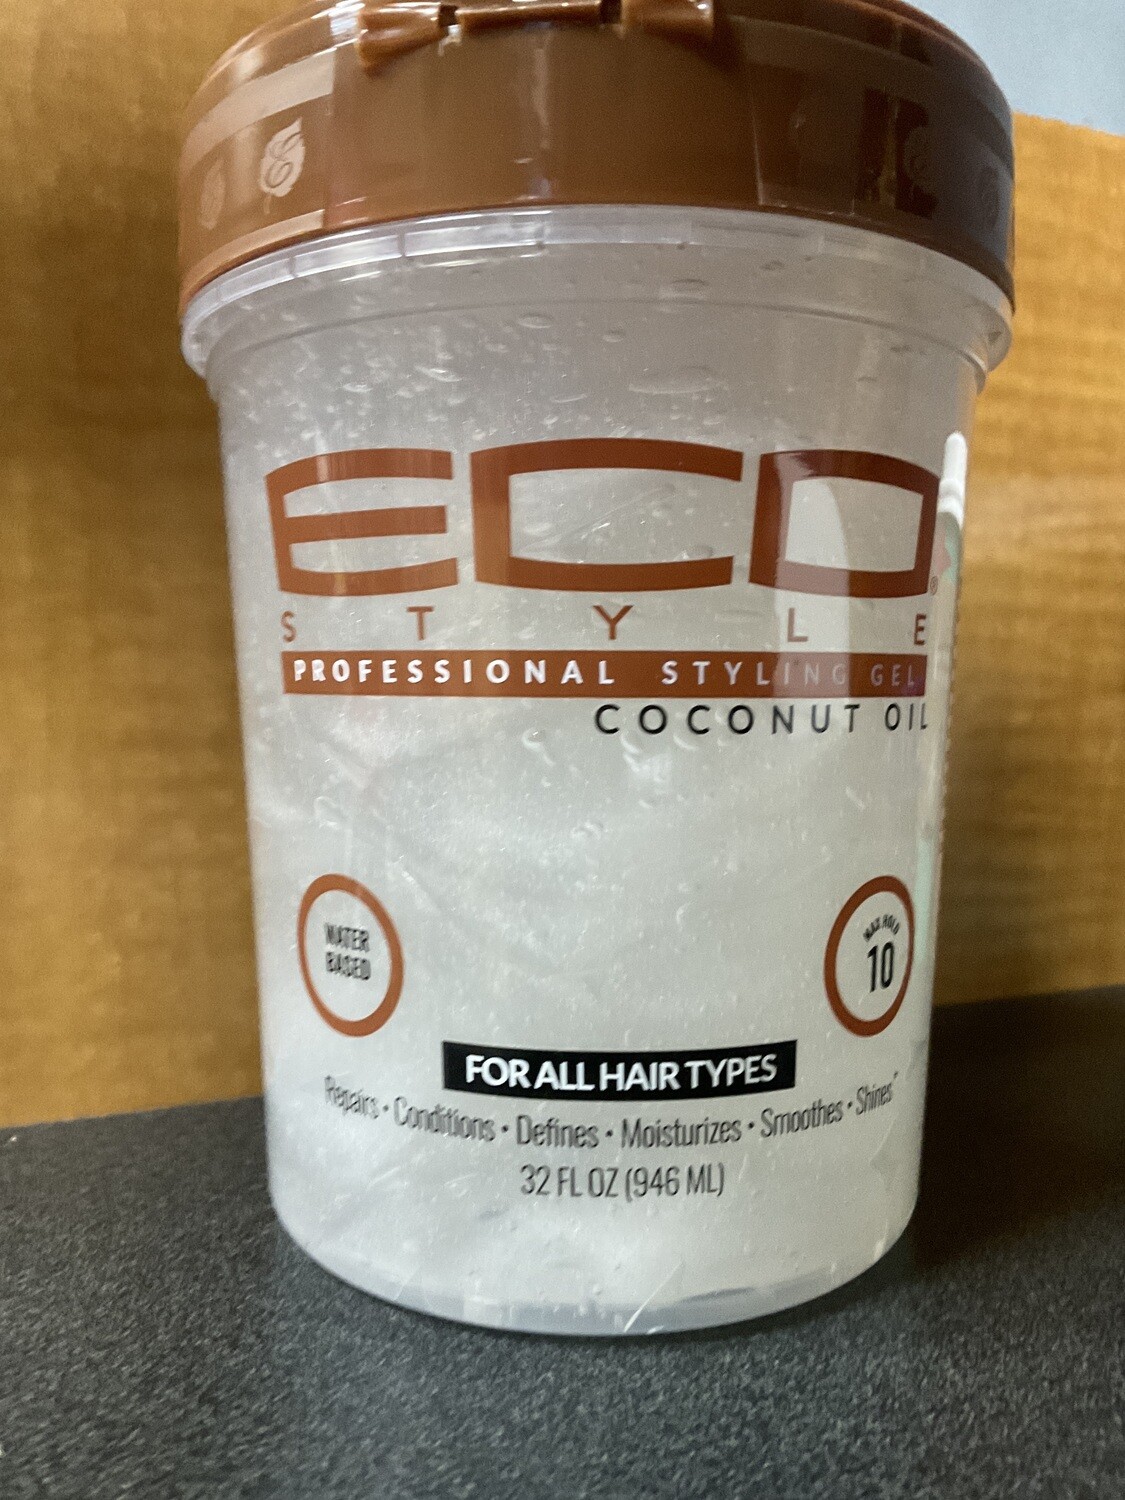 ECO®
STYLE
PROFESSIONAL STYLING GEL
COCONUT OIL
WATER
BASED
MAX HOLD
10
FOR ALL HAIR TYPES
Repairs • Conditions • Defines • Moisturizes • Smoothes • Shines
32 FL OZ (946 ML)